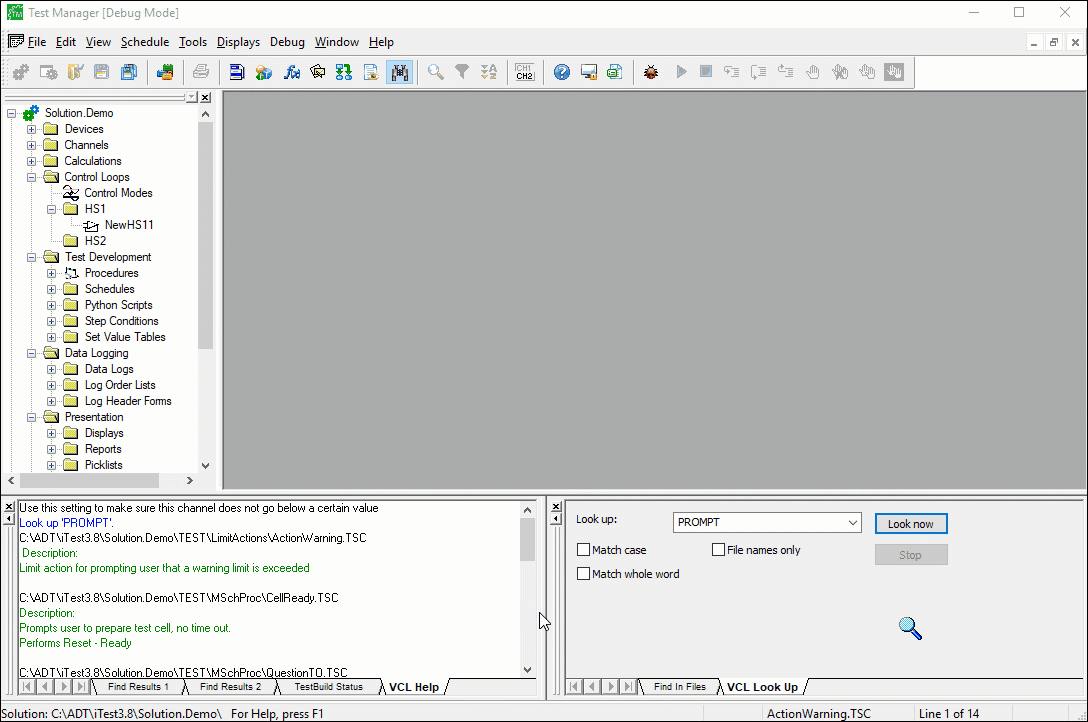 Test Manager [Debug Mode]
File Edit View Schedule Tools Displays Debug Window Help
CH1
CH2
Solution.Demo
Devices
Channels
Calculations
Control Loops
Control Modes
HS1
NewHS11
HS2
Test Development
Procedures
Schedules
Python Scripts
Step Conditions
Set Value Tables
Data Logging
Data Logs
Log Order Lists
Log Header Forms
Presentation
Displays
Reports
Picklists
Use this setting to make sure this channel does not go below a certain value
Look up 'PROMPT'.
C:\ADT\iTest3.8\Solution.Demo\TEST\LimitActions\ActionWarning.TSC
Description:
Limit action for prompting user that a warning limit is exceeded
C:\ADT\iTest3.8\Solution.Demo\TEST\MSchProc\CellReady.TSC
Description:
Prompts user to prepare test cell, no time out.
Performs Reset - Ready
C:\ADT\iTest3.8\Solution.Demo\TEST\MSchProc\QuestionTO.TSC
Find Results 1 Find Results 2 TestBuild Status VCL Help
Look up: PROMPT Look now
Match case File names only Stop
Match whole word
Find In Files VCL Look Up
Solution: C:\ADT\iTest3.8\Solution.Demo\ For Help, press F1 ActionWarning.TSC Line 1 of 14